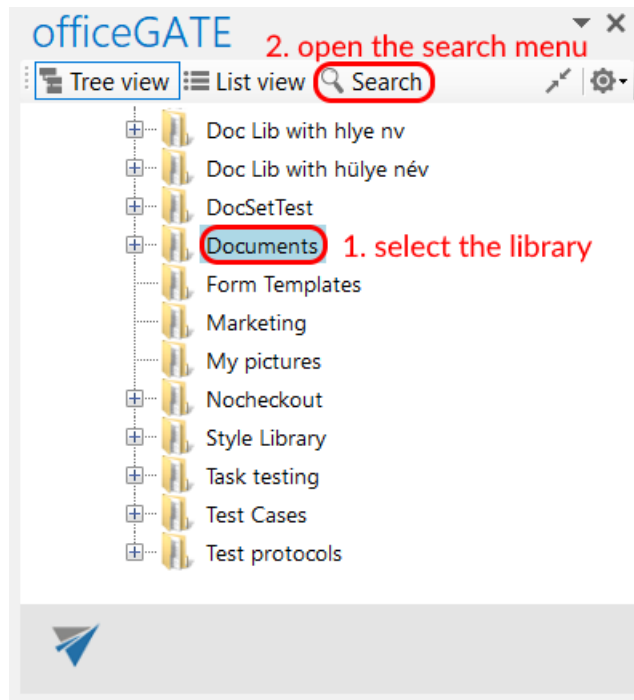 officeGATE
2. open the search menu
Tree view List view Search
Doc Lib with hlye nv
Doc Lib with hülye név
DocSetTest
Documents 1. select the library
Form Templates
Marketing
My pictures
Nocheckout
Style Library
Task testing
Test Cases
Test protocols